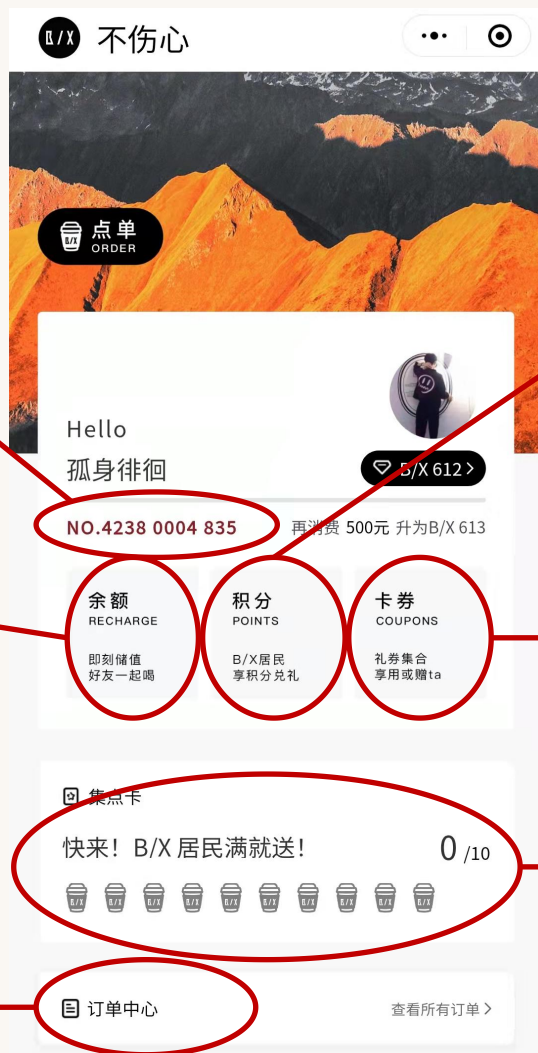 B/X 不伤心
点单
ORDER
B/X
Hello
孤身徘徊
B/X 612
NO.4238 0004 835
再消费 500元 升为B/X 613
余额
RECHARGE
即刻储值
好友一起喝
积分
POINTS
B/X居民
享积分兑礼
卡券
COUPONS
礼券集合
享用或赠ta
集点卡
快来！B/X 居民满就送！
0 /10
B/X B/X B/X B/X B/X B/X B/X B/X B/X B/X
订单中心
查看所有订单